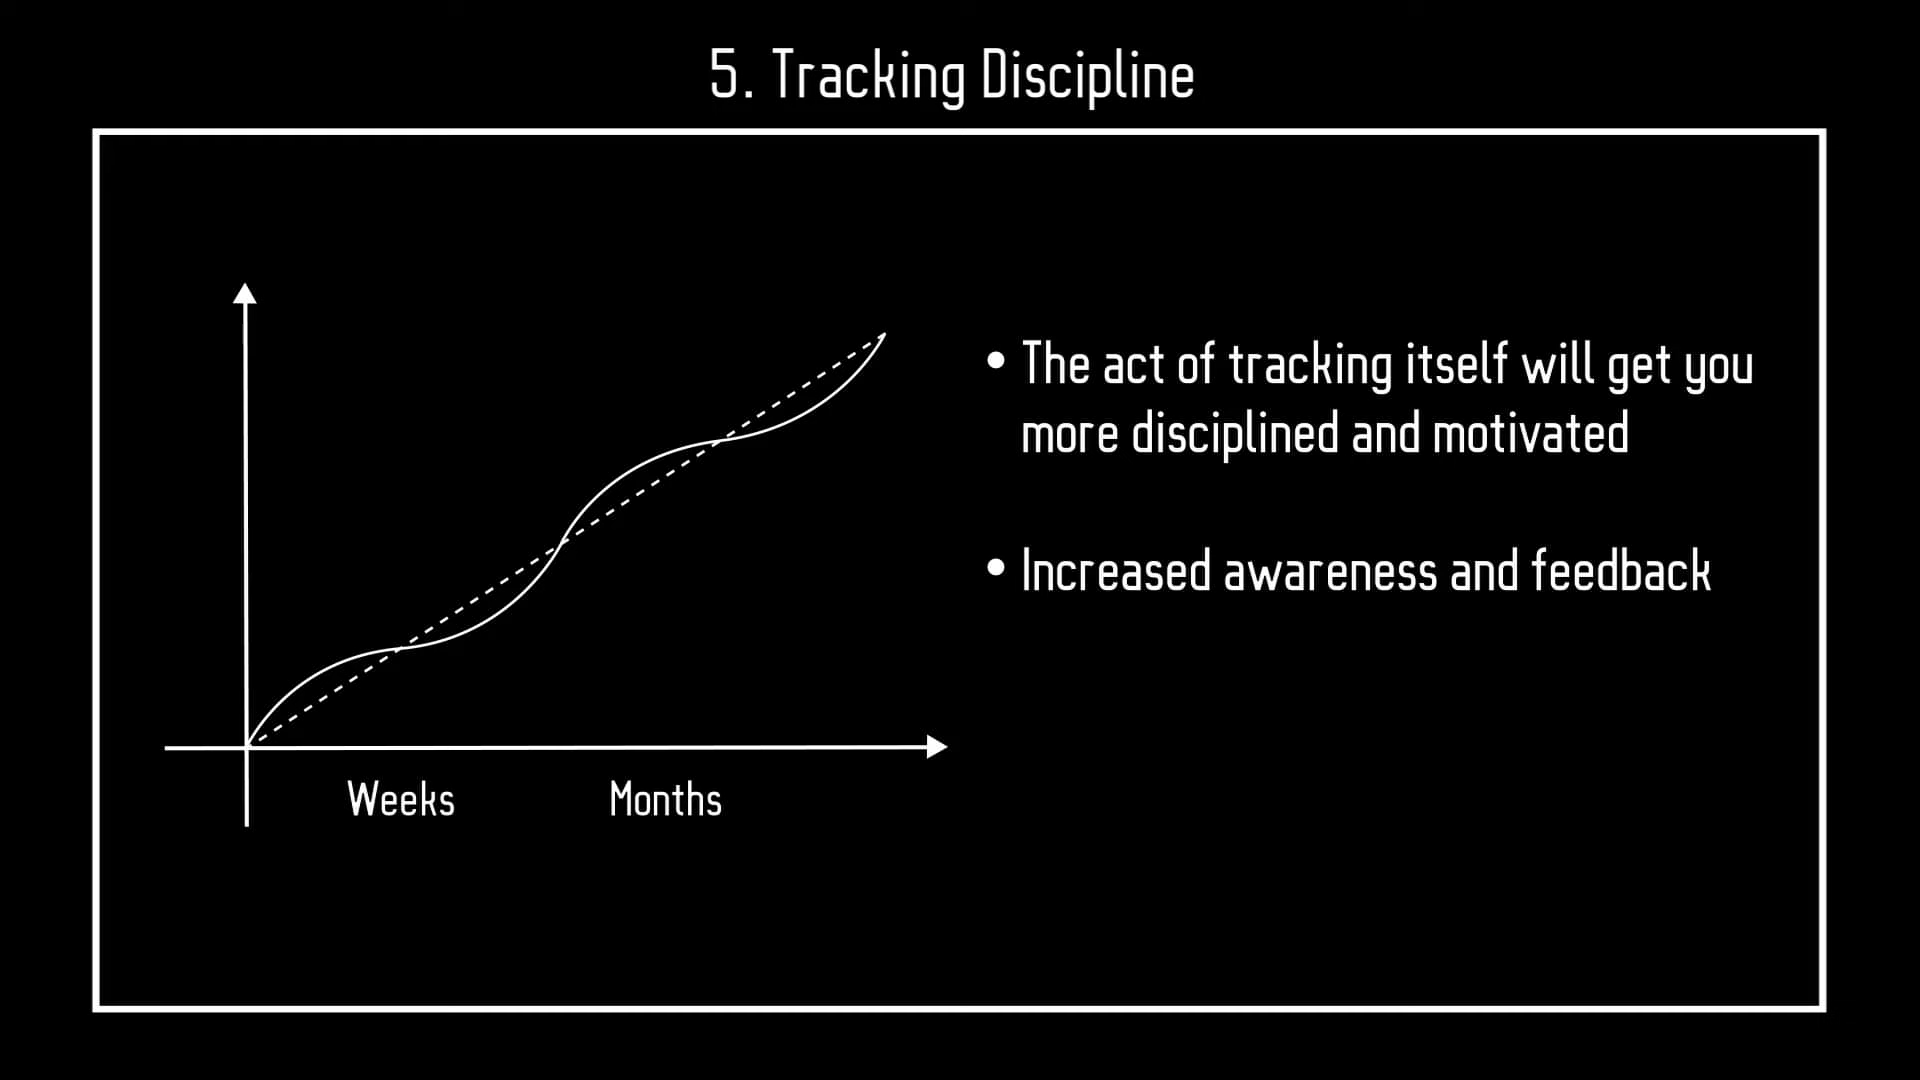 5. Tracking Discipline
• The act of tracking itself will get you
more disciplined and motivated
• Increased awareness and feedback
Weeks
Months